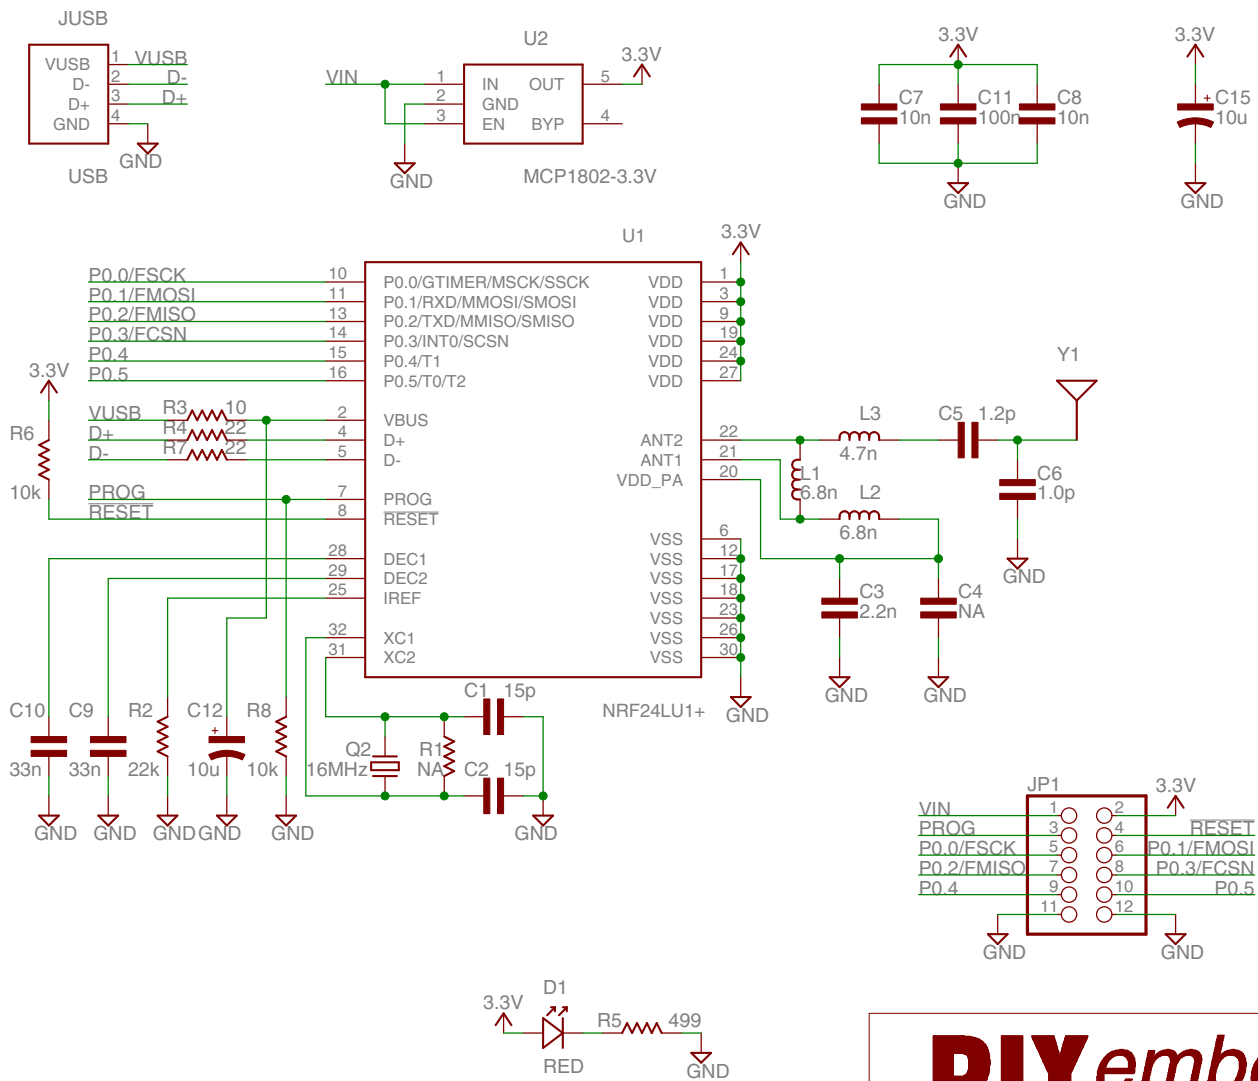 JUSB
VUSB 1 VUSB
D- 2 D-
D+ 3 D+
GND 4
GND
USB
U2
VIN
1 IN OUT 5
2 GND
3 EN BYP 4
3.3V
GND
MCP1802-3.3V
3.3V
C7
10n
C11
100n
C8
10n
GND
3.3V
+
C15
10u
GND
U1
3.3V
P0.0/FSCK 10 P0.0/GTIMER/MSCK/SSCK VDD 1
P0.1/FMOSI 11 P0.1/RXD/MMOSI/SMOSI VDD 3
P0.2/FMISO 13 P0.2/TXD/MMISO/SMISO VDD 9
P0.3/FCSN 14 P0.3/INT0/SCSN VDD 19
P0.4 15 P0.4/T1 VDD 24
P0.5 16 P0.5/T0/T2 VDD 27
3.3V
R6
10k
VUSB R3 10 2 VBUS
D+ R4 22 4 D+ ANT2 22
D- R7 22 5 D- ANT1 21
VDD_PA 20
PROG 7 PROG
RESET 8 RESET
VSS 6
28 DEC1 VSS 12
29 DEC2 VSS 17
25 IREF VSS 18
VSS 23
32 XC1 VSS 26
31 XC2 VSS 30
NRF24LU1+
GND
Y1
L3
4.7n
C5 1.2p
L1
6.8n
L2
6.8n
C6
1.0p
GND
C3
2.2n
C4
NA
GND GND
C10
33n
C9
33n
R2
22k
C12
+
10u
R8
10k
GND GND GND GND GND
C1 15p
Q2
16MHz
R1
NA
C2 15p
GND
JP1
3.3V
VIN 1 2
PROG 3 4 RESET
P0.0/FSCK 5 6 P0.1/FMOSI
P0.2/FMISO 7 8 P0.3/FCSN
P0.4 9 10 P0.5
11 12
GND GND
3.3V
D1
RED
R5 499
GND